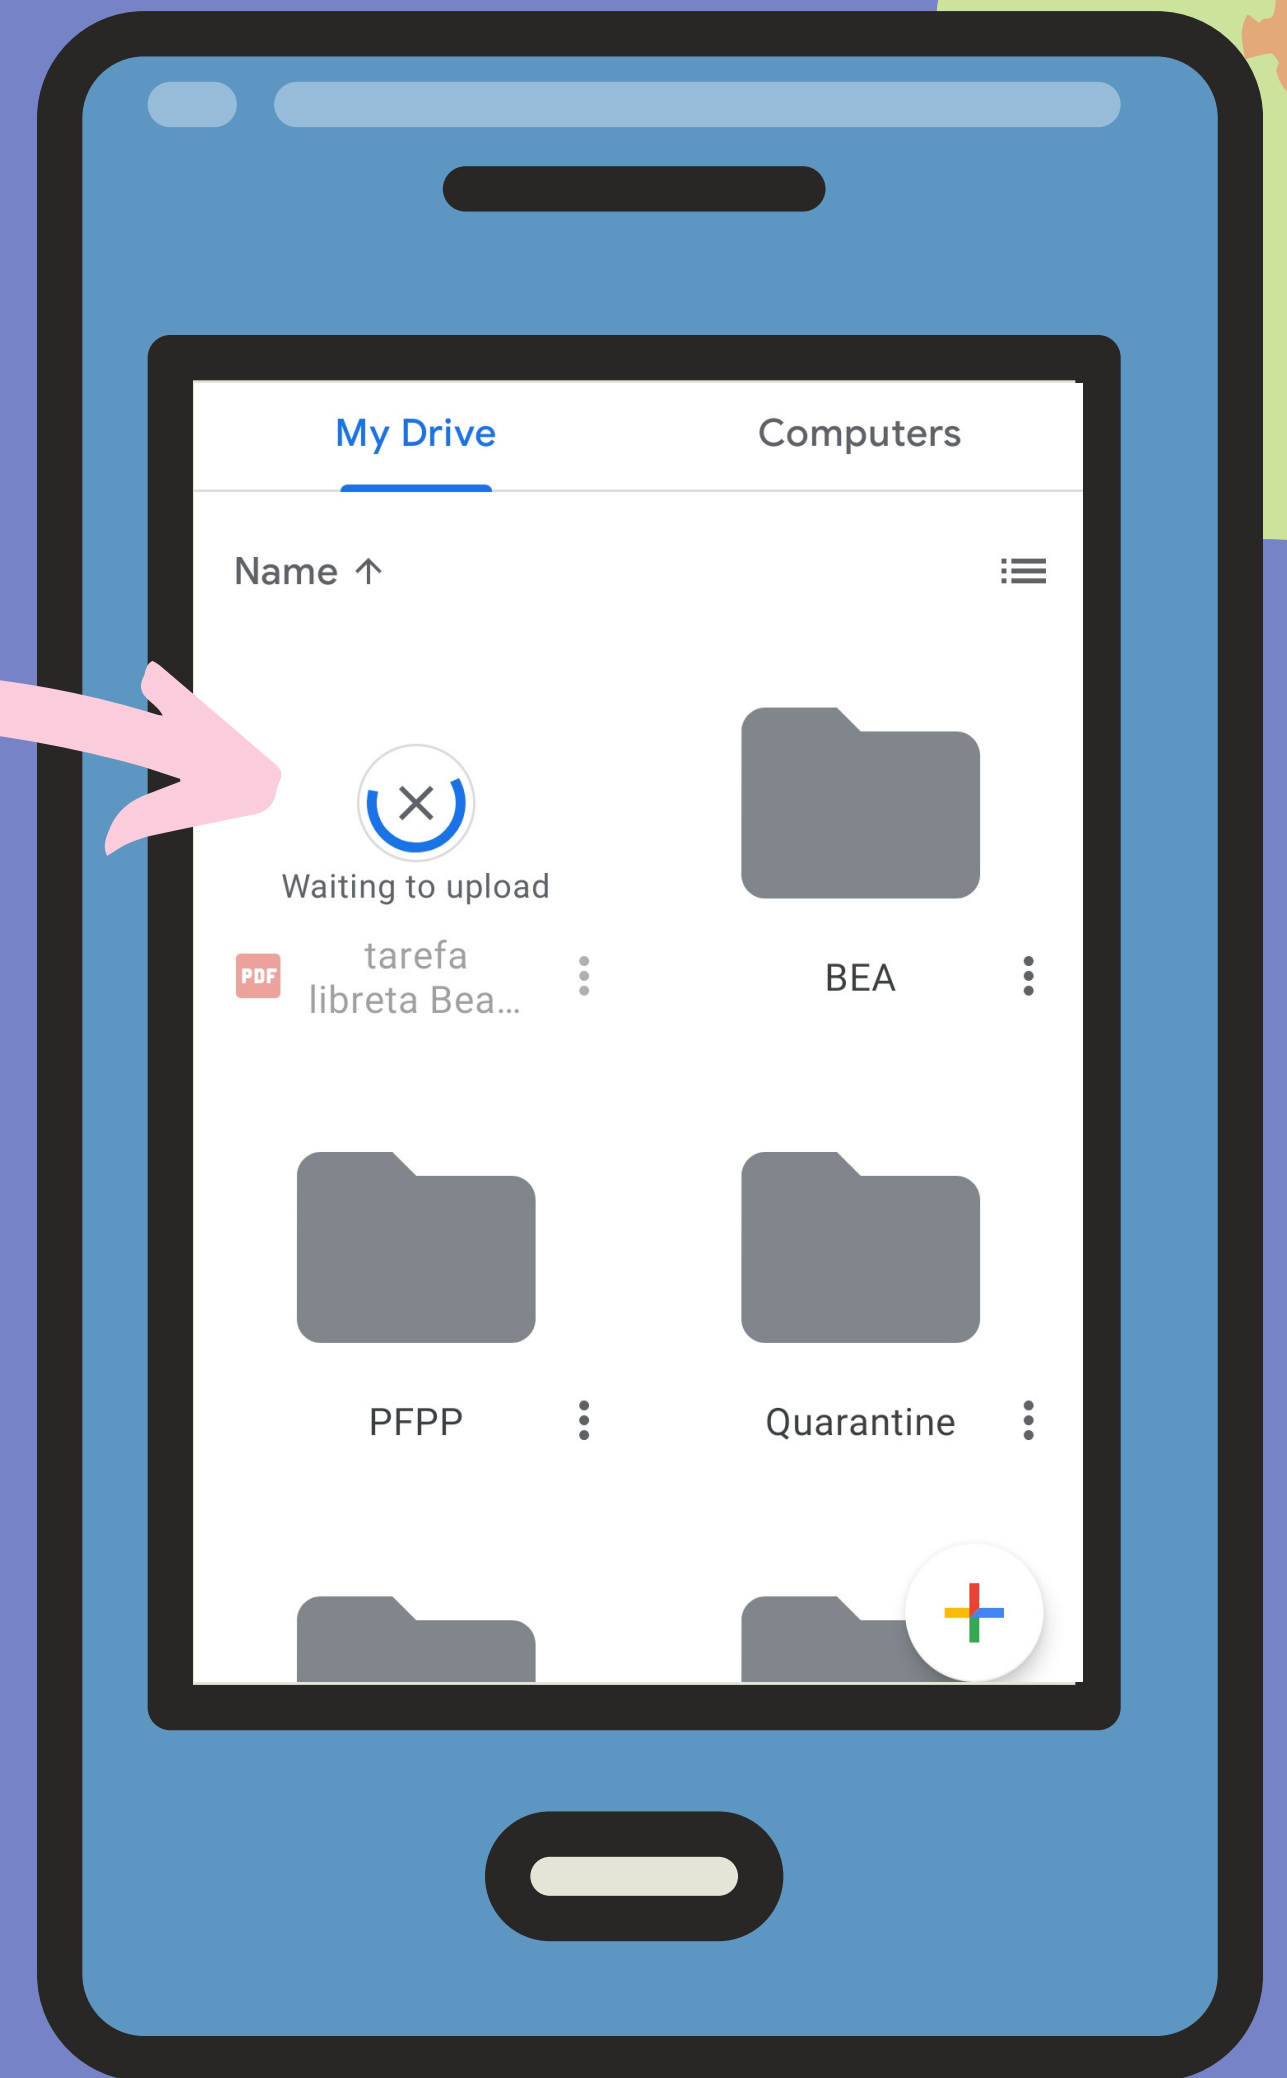 My Drive
Computers
Name
Waiting to upload
PDF
tarefa
libreta Bea...
BEA
PFPP
Quarantine